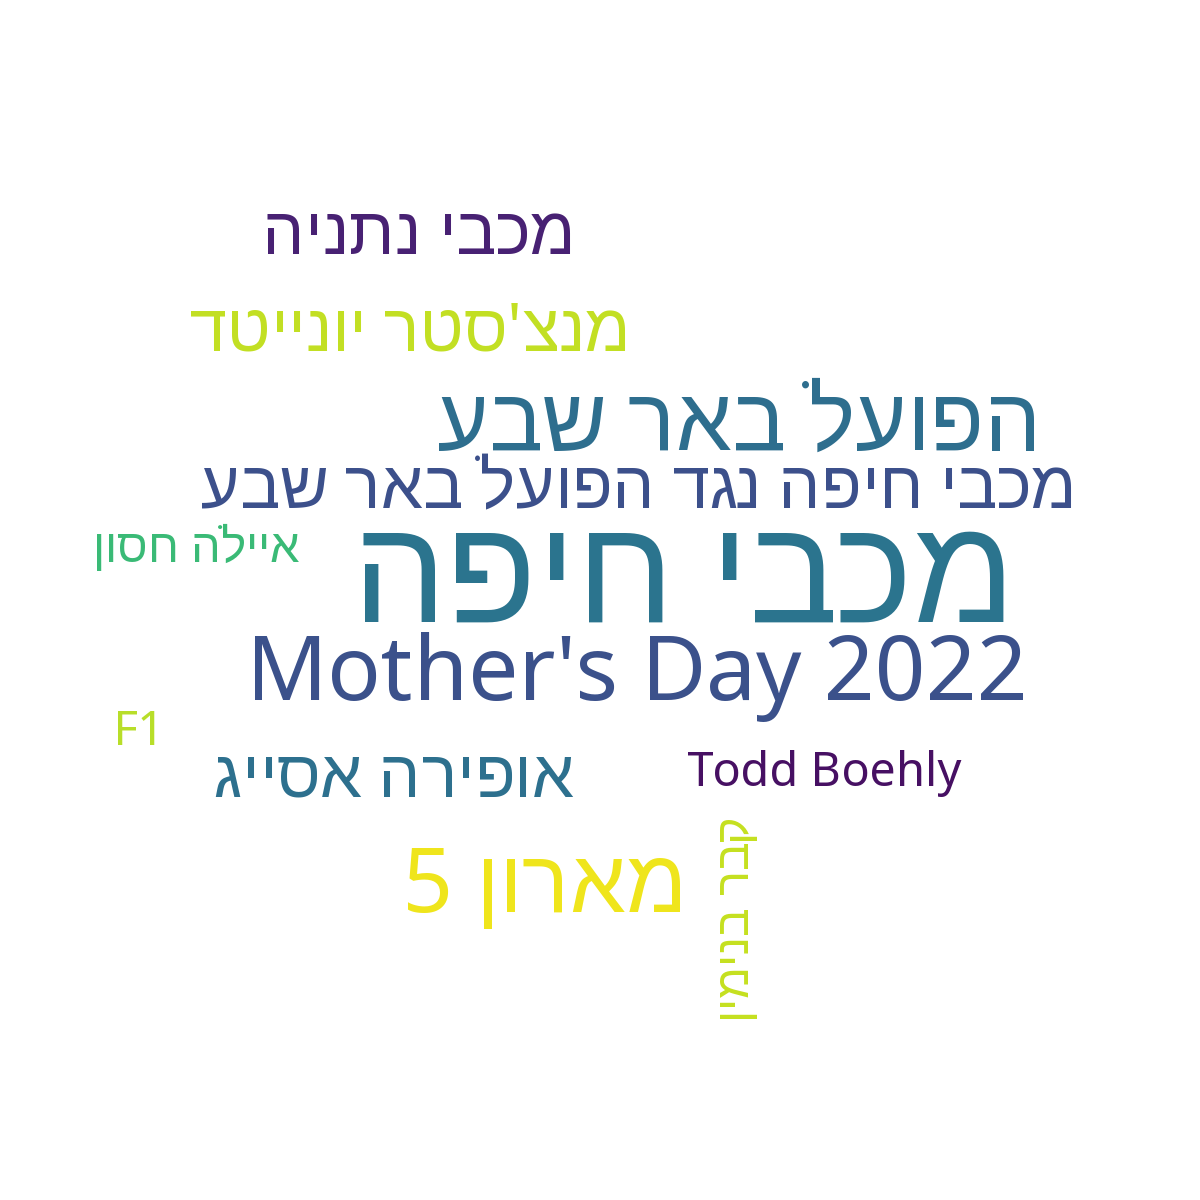 מכבי נתניה
מנצ'סטר יונייטד
הפועל באר שבע
מכבי חיפה נגד הפועל באר שבע
איילה חסון
מכבי חיפה
Mother's Day 2022
F1
אופירה אסייג
Todd Boehly
מארון 5
קבר בנימין